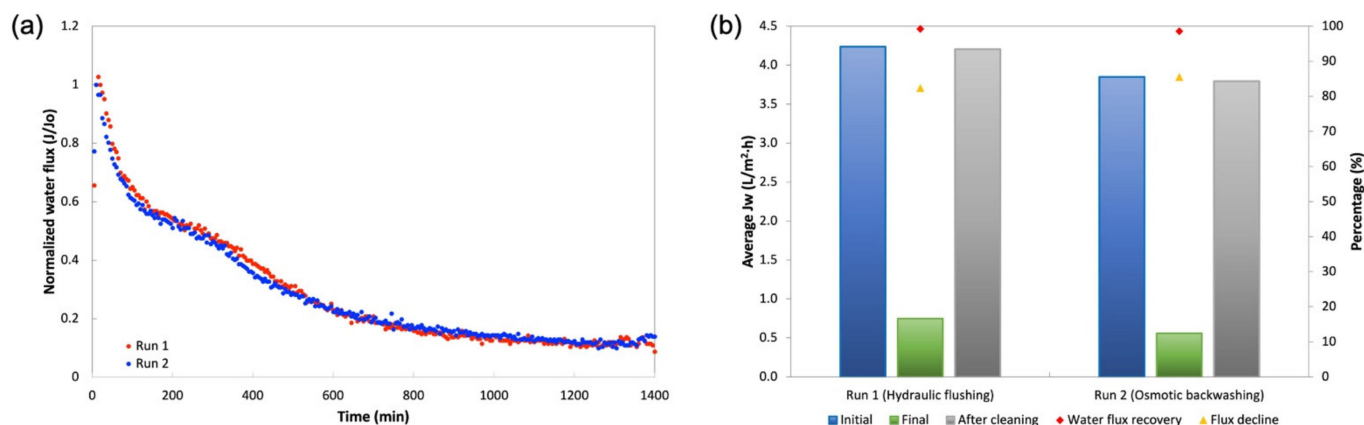 (a)
Normalized water flux (J/Jo)
1.2
1
0.8
0.6
0.4
0.2
0
Run 1
Run 2
0 200 400 600 800 1000 1200 1400
Time (min)
(b)
Average Jw (L/m²·h)
4.5
4.0
3.5
3.0
2.5
2.0
1.5
1.0
0.5
0.0
100
90
80
70
60
50
40
30
20
10
0
Percentage (%)
Run 1 (Hydraulic flushing) Run 2 (Osmotic backwashing)
Initial Final After cleaning Water flux recovery Flux decline